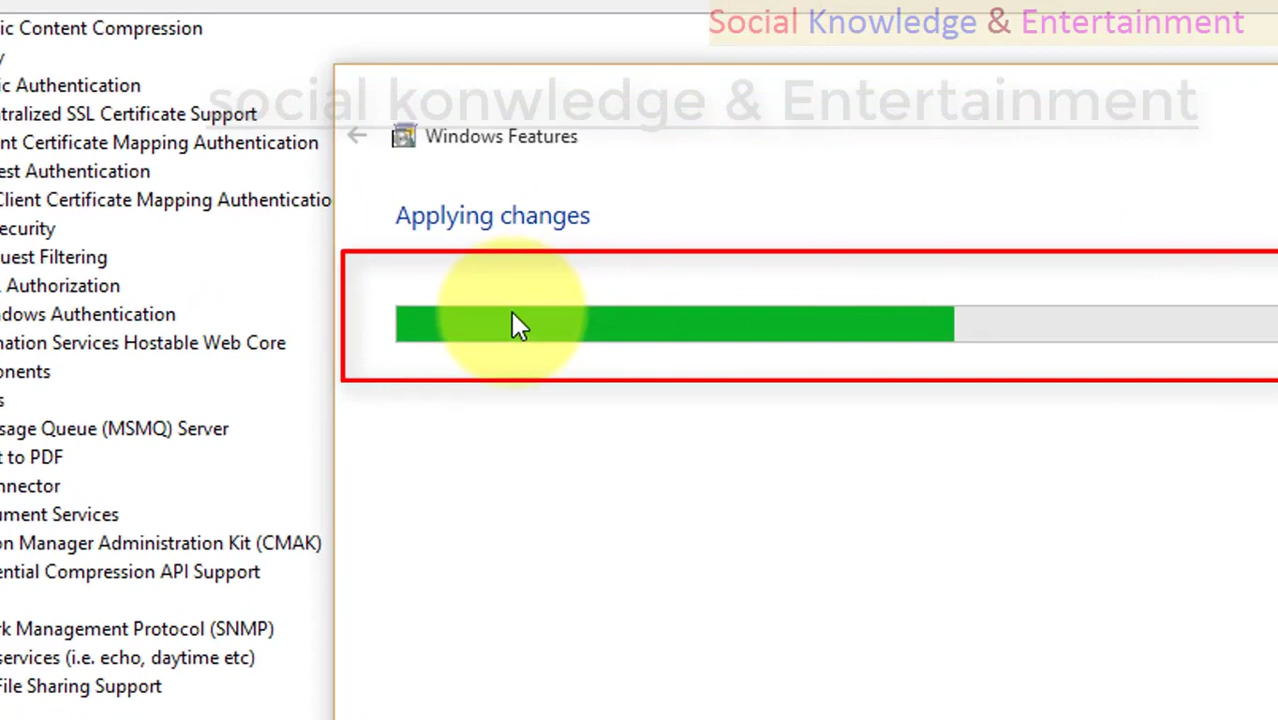 Social Knowledge & Entertainment
social konwledge & Entertainment
ic Content Compression
y
ic Authentication
ntralized SSL Certificate Support
nt Certificate Mapping Authentication
est Authentication
Client Certificate Mapping Authenticatio
ecurity
uest Filtering
L Authorization
ndows Authentication
nation Services Hostable Web Core
onents
s
sage Queue (MSMQ) Server
t to PDF
nnector
ument Services
on Manager Administration Kit (CMAK)
ential Compression API Support
rk Management Protocol (SNMP)
services (i.e. echo, daytime etc)
File Sharing Support
Windows Features
Applying changes